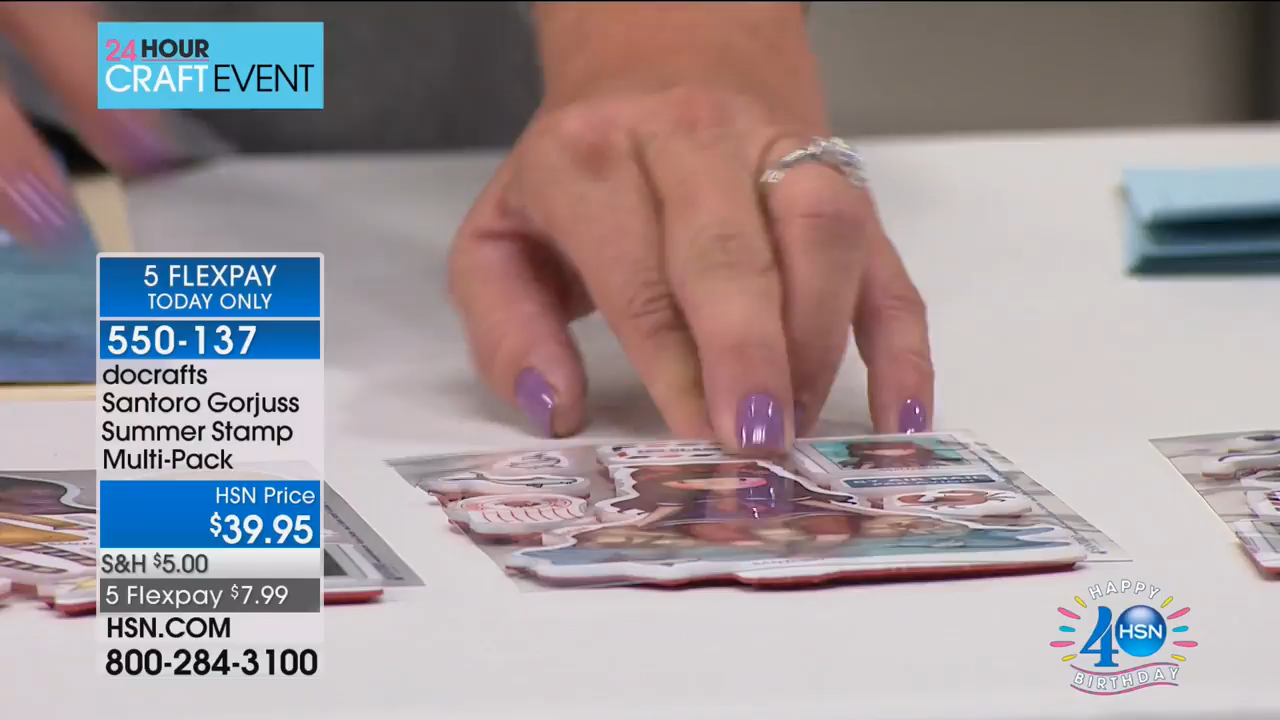 24 HOUR
CRAFT EVENT
5 FLEXPAY
TODAY ONLY
550-137
docrafts
Santoro Gorjuss
Summer Stamp
Multi-Pack
HSN Price
$39.95
S&H $5.00
5 Flexpay $7.99
HSN.COM
800-284-3100
HAPPY
40 HSN
BIRTHDAY